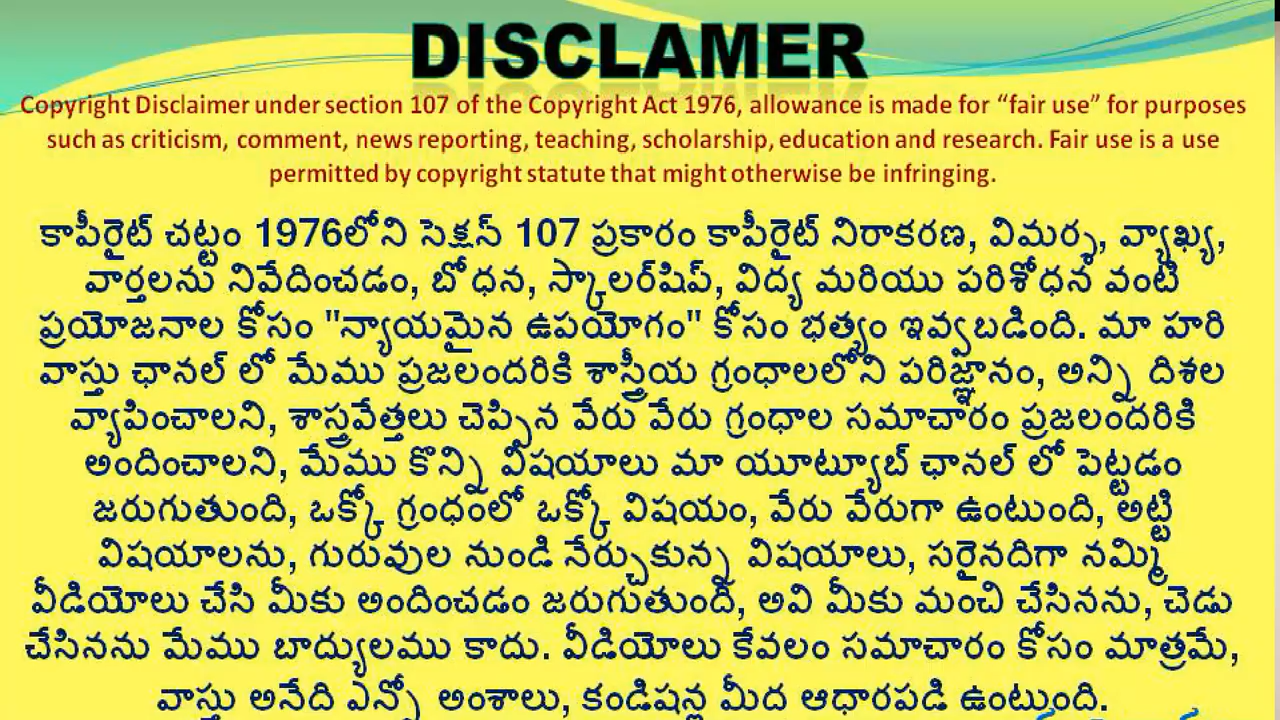 DISCLAMER
Copyright Disclaimer under section 107 of the Copyright Act 1976, allowance is made for “fair use” for purposes
such as criticism, comment, news reporting, teaching, scholarship, education and research. Fair use is a use
permitted by copyright statute that might otherwise be infringing.
కాపీరైట్ చట్టం 1976లోని సెక్షన్ 107 ప్రకారం కాపీరైట్ నిరాకరణ, విమర్శ, వ్యాఖ్య,
వార్తలను నివేదించడం, బోధన, స్కాలర్‌షిప్, విద్య మరియు పరిశోధన వంటి
ప్రయోజనాల కోసం "న్యాయమైన ఉపయోగం" కోసం భత్యం ఇవ్వబడింది. మా హరి
వాస్తు ఛానల్ లో మేము ప్రజలందరికి శాస్త్రీయ గ్రంధాలలోని పరిజ్ఞానం, అన్ని దిశల
వ్యాపించాలని, శాస్త్రవేత్తలు చెప్పిన వేరు వేరు గ్రంధాల సమాచారం ప్రజలందరికి
అందించాలని, మేము కొన్ని విషయాలు మా యూట్యూబ్ ఛానల్ లో పెట్టడం
జరుగుతుంది, ఒక్కో గ్రంధంలో ఒక్కో విషయం, వేరు వేరుగా ఉంటుంది, అట్టి
విషయాలను, గురువుల నుండి నేర్చుకున్న విషయాలు, సరైనదిగా నమ్మి
వీడియోలు చేసి మీకు అందించడం జరుగుతుంది, అవి మీకు మంచి చేసినను, చెడు
చేసినను మేము బాద్యులము కాదు. వీడియోలు కేవలం సమాచారం కోసం మాత్రమే,
వాస్తు అనేది ఎన్నో అంశాలు, కండిషన్ల మీద ఆధారపడి ఉంటుంది.